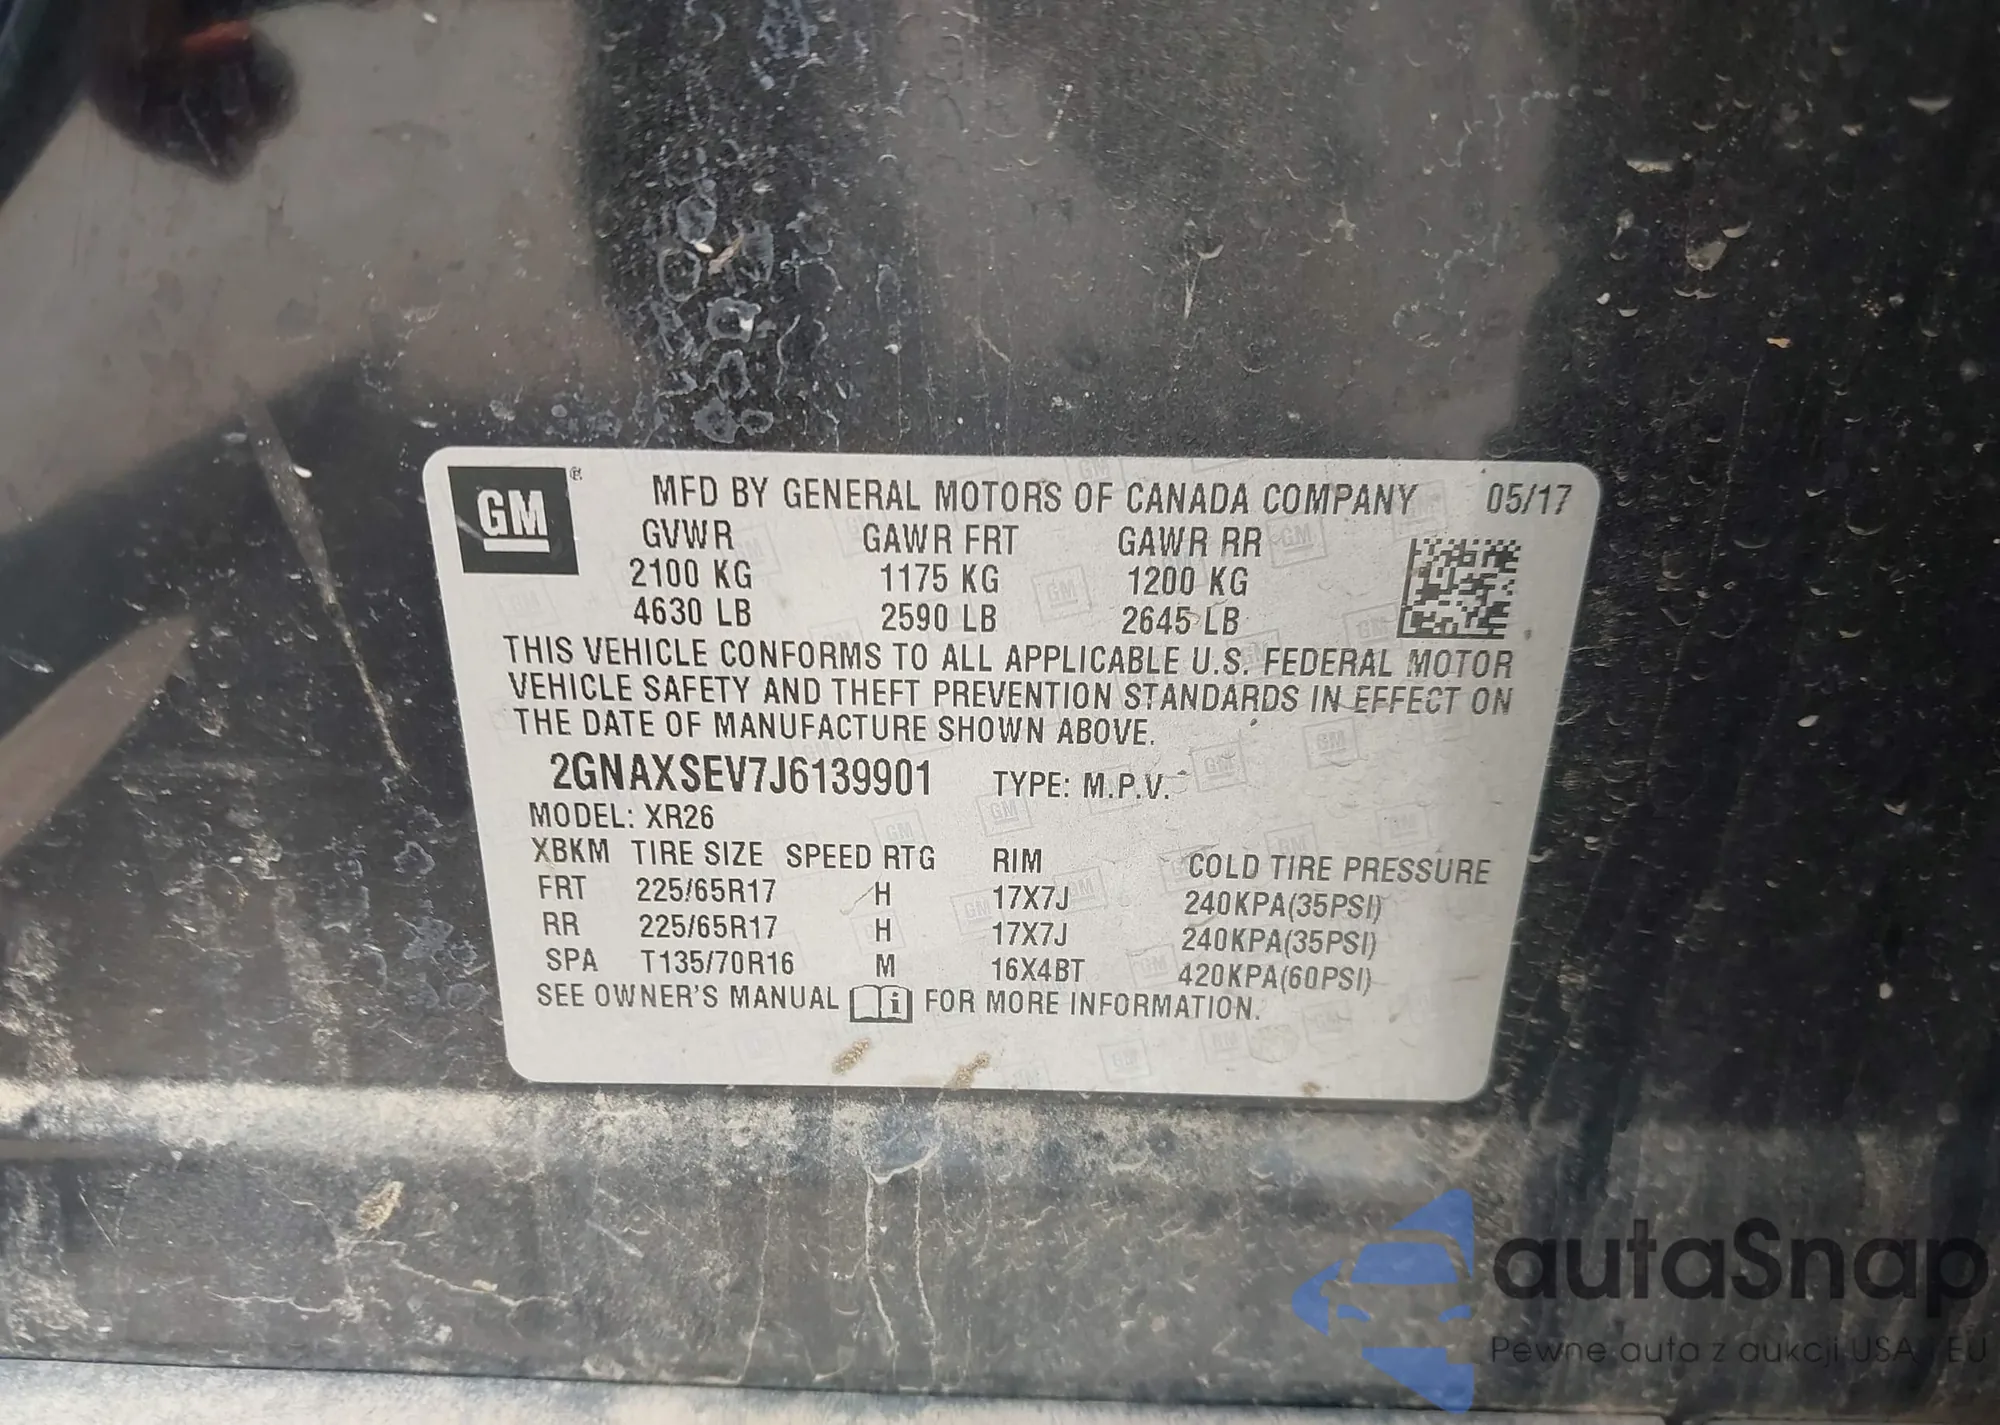 GM ® MFD BY GENERAL MOTORS OF CANADA COMPANY 05/17
GVWR GAWR FRT GAWR RR
2100 KG 1175 KG 1200 KG
4630 LB 2590 LB 2645 LB
THIS VEHICLE CONFORMS TO ALL APPLICABLE U.S. FEDERAL MOTOR
VEHICLE SAFETY AND THEFT PREVENTION STANDARDS IN EFFECT ON
THE DATE OF MANUFACTURE SHOWN ABOVE.
2GNAXSEV7J6139901 TYPE: M.P.V.
MODEL: XR26
XBKM TIRE SIZE SPEED RTG RIM COLD TIRE PRESSURE
FRT 225/65R17 H 17X7J 240KPA(35PSI)
RR 225/65R17 H 17X7J 240KPA(35PSI)
SPA T135/70R16 M 16X4BT 420KPA(60PSI)
SEE OWNER'S MANUAL i FOR MORE INFORMATION.
autaSnap
Pewne auta z aukcji USA i EU